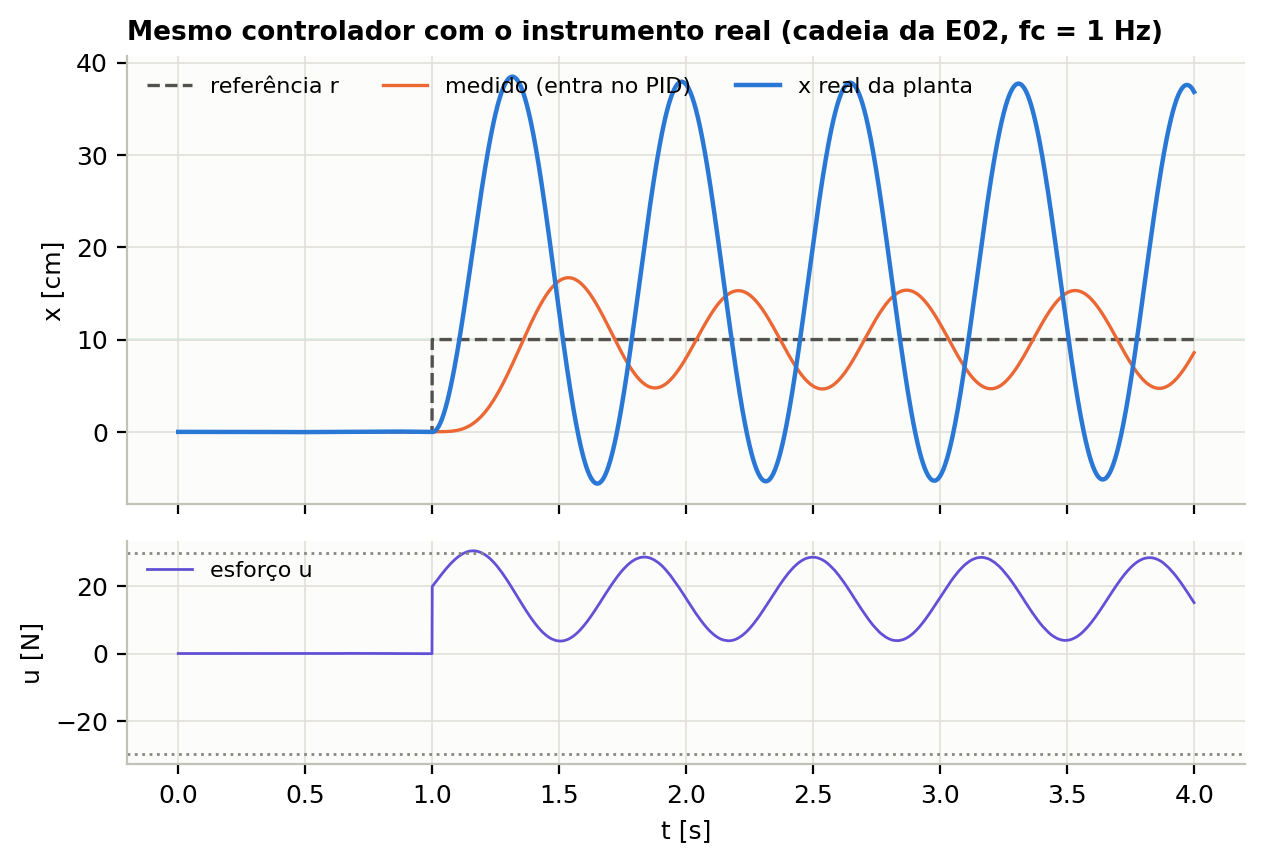 Mesmo controlador com o instrumento real (cadeia da E02, fc = 1 Hz)
referência r
medido (entra no PID)
x real da planta
x [cm]
40
30
20
10
0
esforço u
u [N]
20
0
−20
0.0 0.5 1.0 1.5 2.0 2.5 3.0 3.5 4.0
t [s]